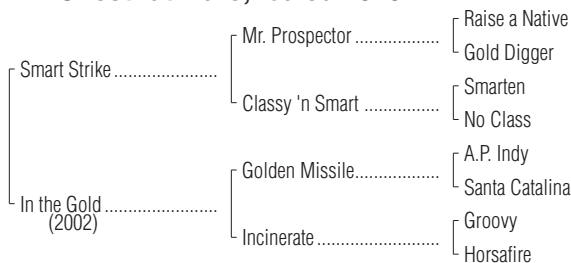 Raise a Native
Mr. Prospector ..................
Gold Digger
Smart Strike ......................
Smarten
Classy 'n Smart ................
No Class
A.P. Indy
Golden Missile..................
Santa Catalina
In the Gold ........................
(2002)
Groovy
Incinerate ..........................
Horsafire